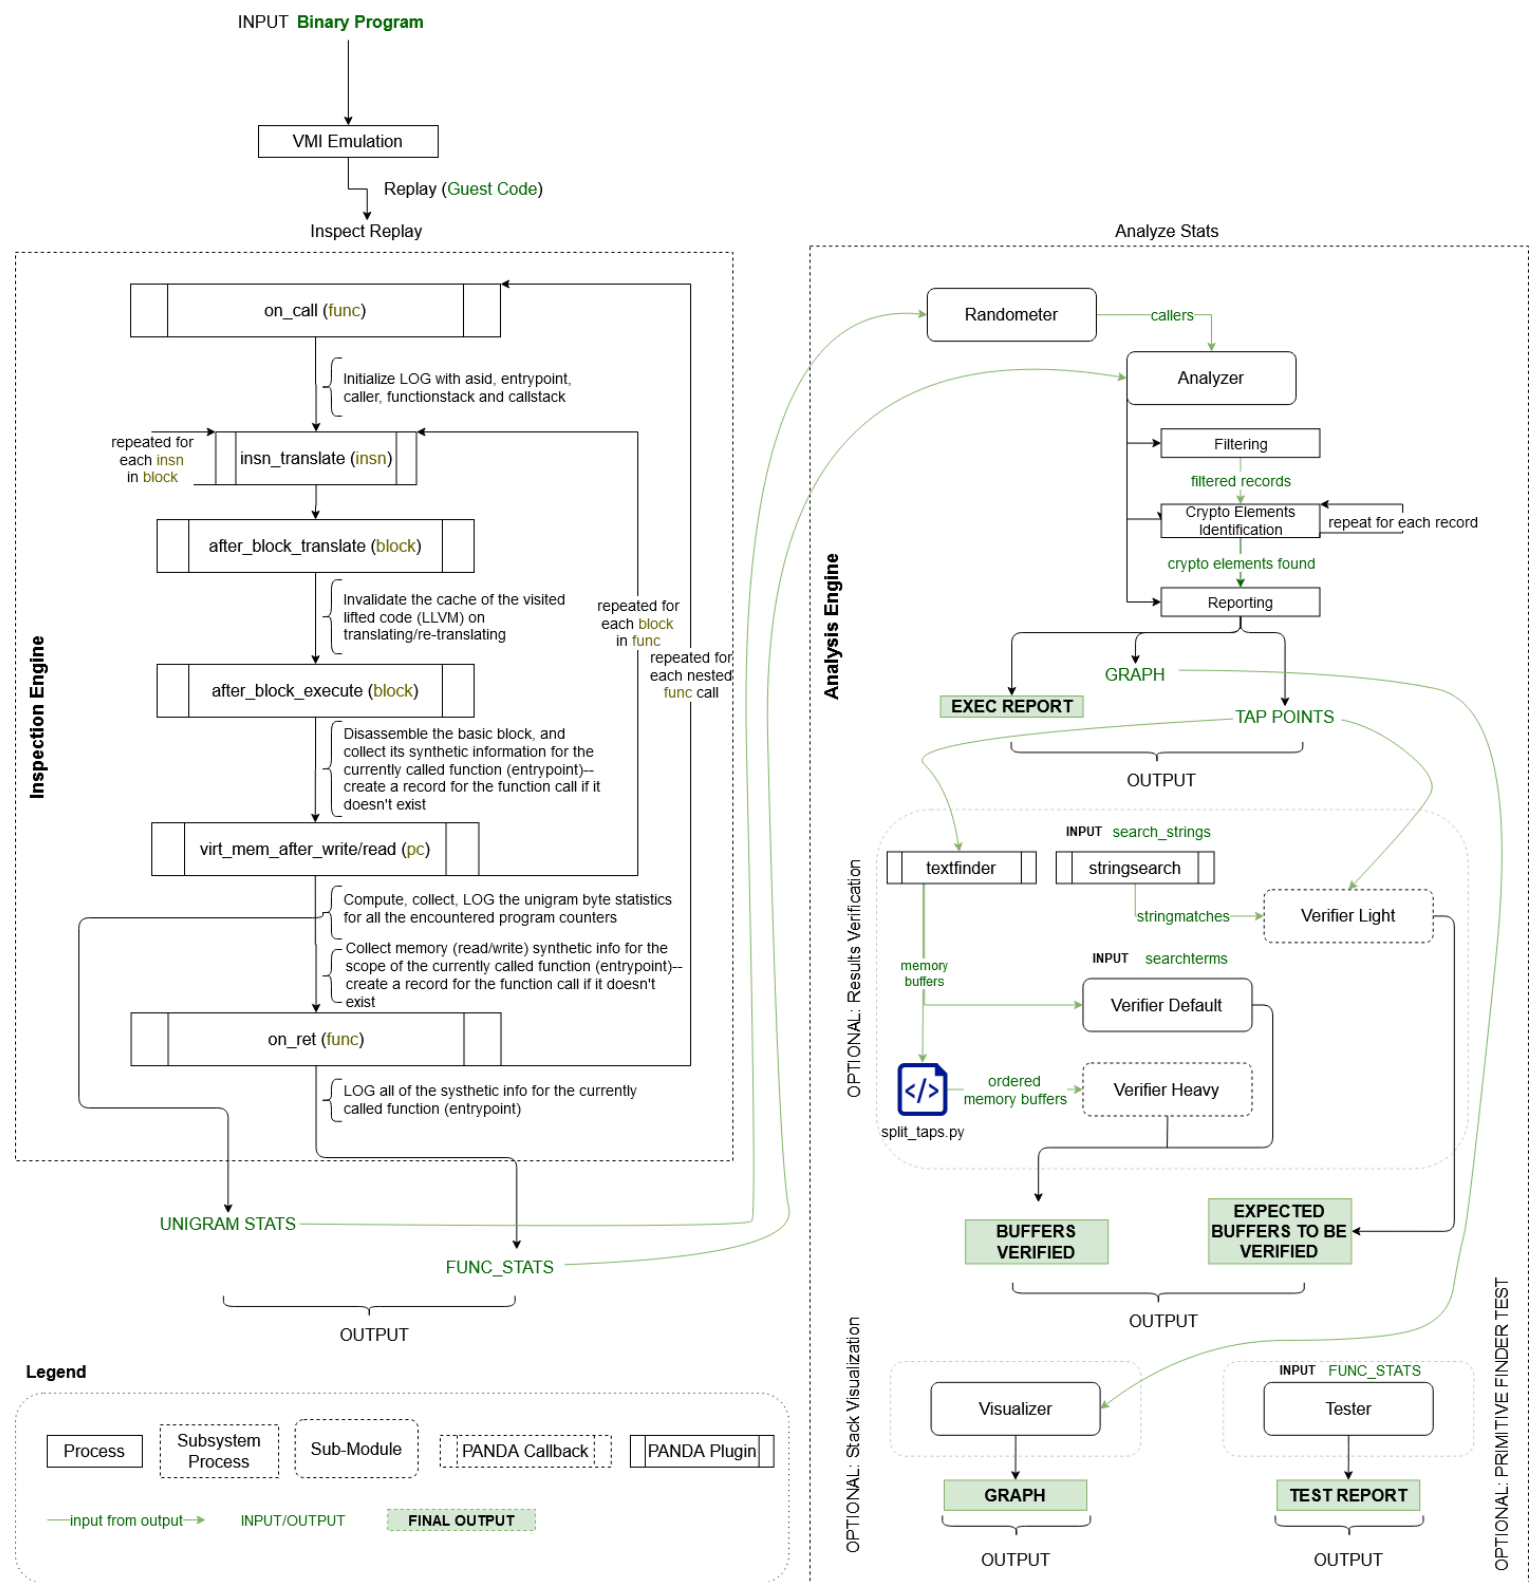 INPUT Binary Program
VMI Emulation
Replay (Guest Code)
Inspect Replay
Inspection Engine
on_call (func)
Initialize LOG with asid, entrypoint,
caller, functionstack and callstack
repeated for
each insn
in block
insn_translate (insn)
after_block_translate (block)
Invalidate the cache of the visited
lifted code (LLVM) on
translating/re-translating
repeated for
each block
in func
repeated for
each nested
func call
after_block_execute (block)
Disassemble the basic block, and
collect its synthetic information for the
currently called function (entrypoint)--
create a record for the function call if it
doesn't exist
virt_mem_after_write/read (pc)
Compute, collect, LOG the unigram byte statistics
for all the encountered program counters
Collect memory (read/write) synthetic info for the
scope of the currently called function (entrypoint)--
create a record for the function call if it doesn't
exist
on_ret (func)
LOG all of the systhetic info for the currently
called function (entrypoint)
UNIGRAM STATS
FUNC_STATS
OUTPUT
Legend
Process
Subsystem
Process
Sub-Module
PANDA Callback
PANDA Plugin
input from output
INPUT/OUTPUT
FINAL OUTPUT
Analyze Stats
Analysis Engine
Randometer
callers
Analyzer
Filtering
filtered records
Crypto Elements
Identification
repeat for each record
crypto elements found
Reporting
GRAPH
EXEC REPORT
TAP POINTS
OUTPUT
OPTIONAL: Results Verification
INPUT search_strings
textfinder
stringsearch
stringmatches
Verifier Light
memory
buffers
INPUT searchterms
Verifier Default
</>
split_taps.py
ordered
memory buffers
Verifier Heavy
BUFFERS
VERIFIED
EXPECTED
BUFFERS TO BE
VERIFIED
OUTPUT
OPTIONAL: Stack Visualization
Visualizer
GRAPH
OUTPUT
OPTIONAL: PRIMITIVE FINDER TEST
INPUT FUNC_STATS
Tester
TEST REPORT
OUTPUT